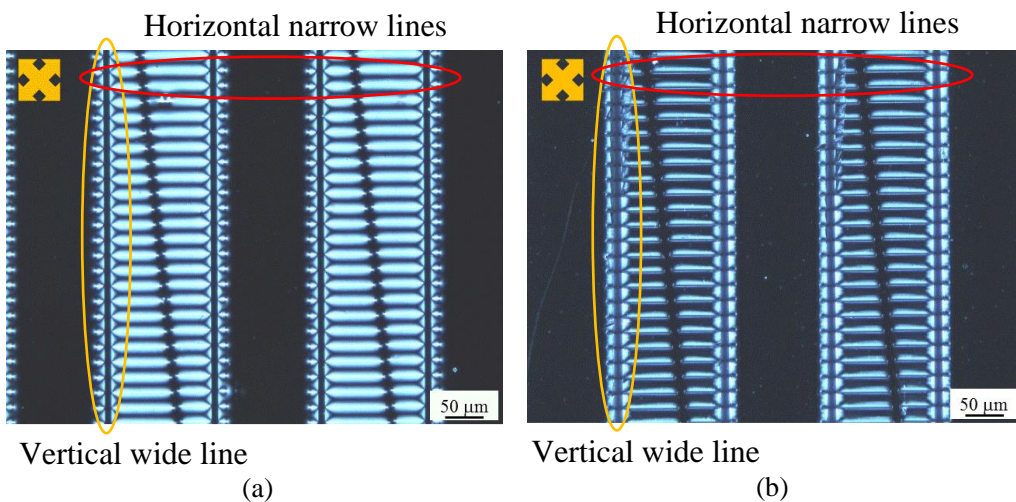 Horizontal narrow lines
50 μm
Vertical wide line
(a)
Horizontal narrow lines
50 μm
Vertical wide line
(b)